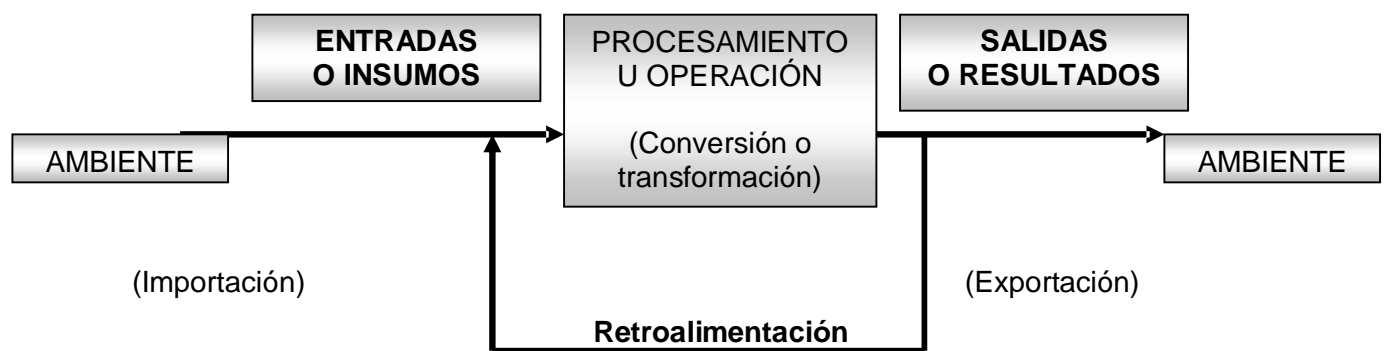 ENTRADAS
O INSUMOS
PROCESAMIENTO
U OPERACIÓN
(Conversión o
transformación)
SALIDAS
O RESULTADOS
AMBIENTE
AMBIENTE
(Importación)
(Exportación)
Retroalimentación